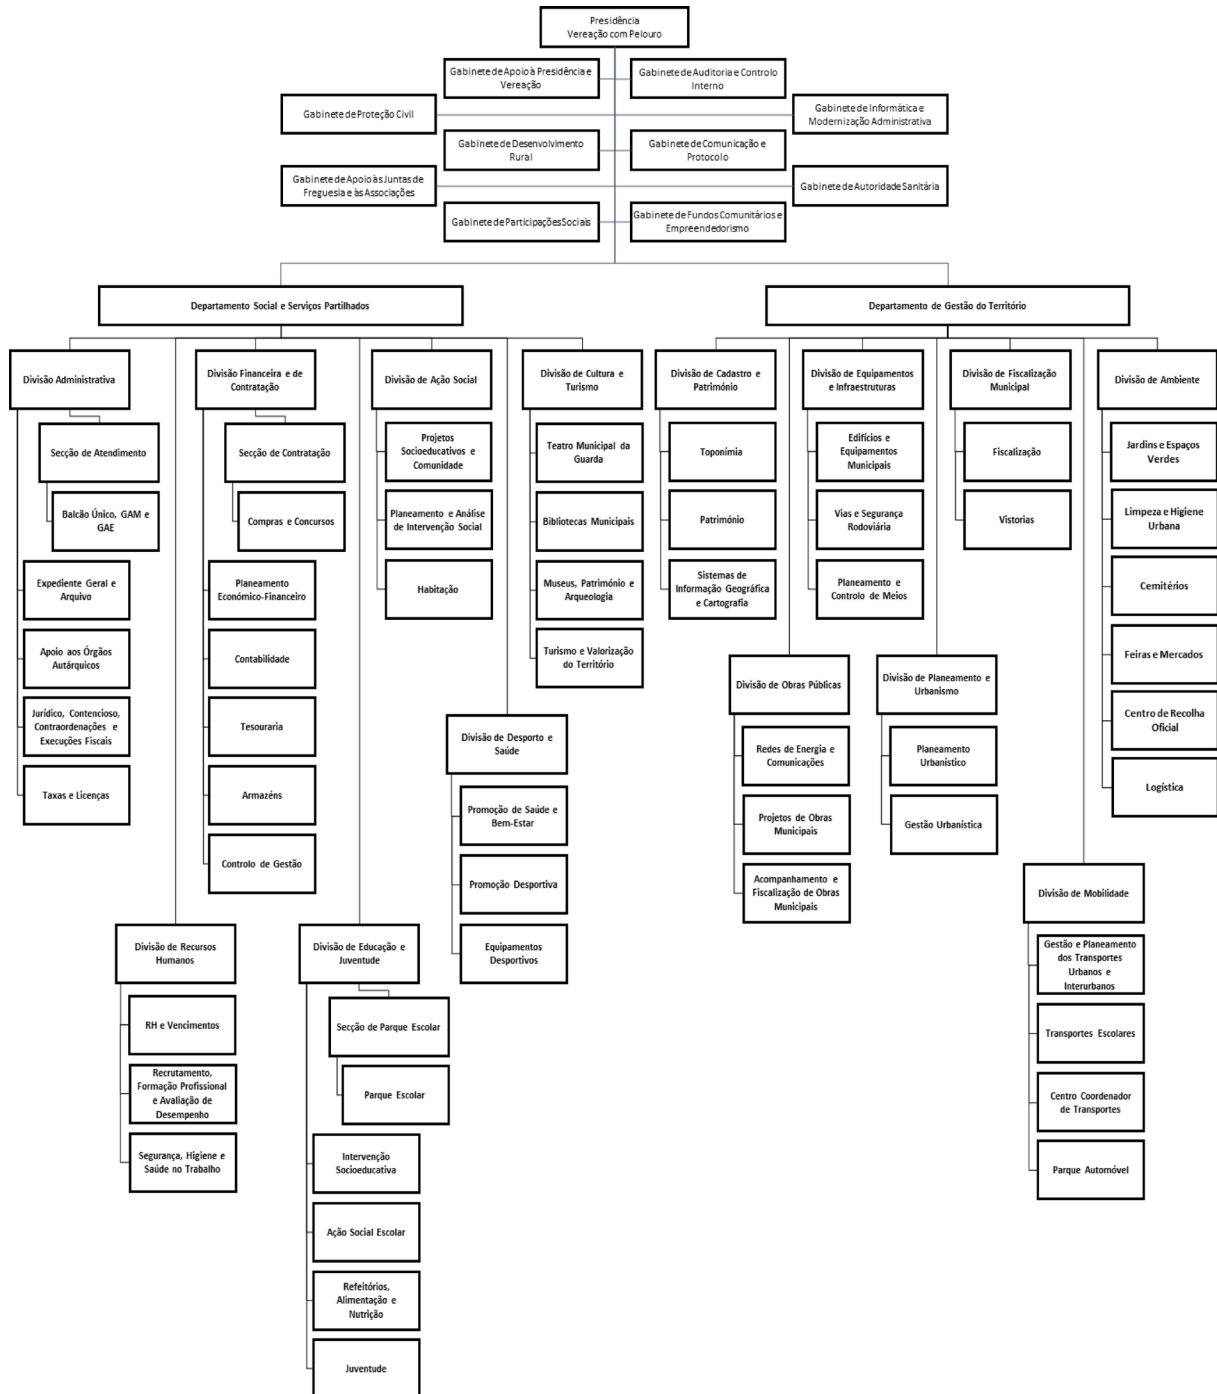 Presidência
Vereação com Pelouro
Gabinete de Apoio à Presidência e
Vereação
Gabinete de Auditoria e Controlo
Interno
Gabinete de Proteção Civil
Gabinete de Informática e
Modernização Administrativa
Gabinete de Desenvolvimento
Rural
Gabinete de Comunicação e
Protocolo
Gabinete de Apoio às Juntas de
Freguesia e às Associações
Gabinete de Autoridade Sanitária
Gabinete de Participações Sociais
Gabinete de Fundos Comunitários e
Empreendedorismo
Departamento Social e Serviços Partilhados
Departamento de Gestão do Território
Divisão Administrativa
Divisão Financeira e de
Contratação
Divisão de Ação Social
Divisão de Cultura e
Turismo
Divisão de Cadastro e
Património
Divisão de Equipamentos
e Infraestruturas
Divisão de Fiscalização
Municipal
Divisão de Ambiente
Secção de Atendimento
Secção de Contratação
Projetos
Socioeducativos e
Comunidade
Teatro Municipal da
Guarda
Toponímia
Edifícios e
Equipamentos
Municipais
Fiscalização
Jardins e Espaços
Verdes
Balcão Único, GAM e
GAE
Compras e Concursos
Planeamento e Análise
de Intervenção Social
Bibliotecas Municipais
Património
Vias e Segurança
Rodoviária
Vistorias
Limpeza e Higiene
Urbana
Expediente Geral e
Arquivo
Planeamento
Económico-Financeiro
Habitação
Museus, Património e
Arqueologia
Sistemas de
Informação Geográfica
e Cartografia
Planeamento e
Controlo de Meios
Cemitérios
Apoio aos Órgãos
Autárquicos
Contabilidade
Turismo e Valorização
do Território
Divisão de Obras Públicas
Divisão de Planeamento e
Urbanismo
Feiras e Mercados
Jurídico, Contencioso,
Contraordenações e
Execuções Fiscais
Tesouraria
Divisão de Desporto e
Saúde
Redes de Energia e
Comunicações
Planeamento
Urbanístico
Centro de Recolha
Oficial
Taxas e Licenças
Armazéns
Promoção de Saúde e
Bem-Estar
Projetos de Obras
Municipais
Gestão Urbanística
Logística
Controlo de Gestão
Promoção Desportiva
Acompanhamento e
Fiscalização de Obras
Municipais
Divisão de Mobilidade
Divisão de Recursos
Humanos
Divisão de Educação e
Juventude
Equipamentos
Desportivos
Gestão e Planeamento
dos Transportes
Urbanos e
Interurbanos
RH e Vencimentos
Secção de Parque Escolar
Transportes Escolares
Recrutamento,
Formação Profissional
e Avaliação de
Desempenho
Parque Escolar
Centro Coordenador
de Transportes
Segurança, Higiene e
Saúde no Trabalho
Intervenção
Socioeducativa
Parque Automóvel
Ação Social Escolar
Refeitórios,
Alimentação e
Nutrição
Juventude